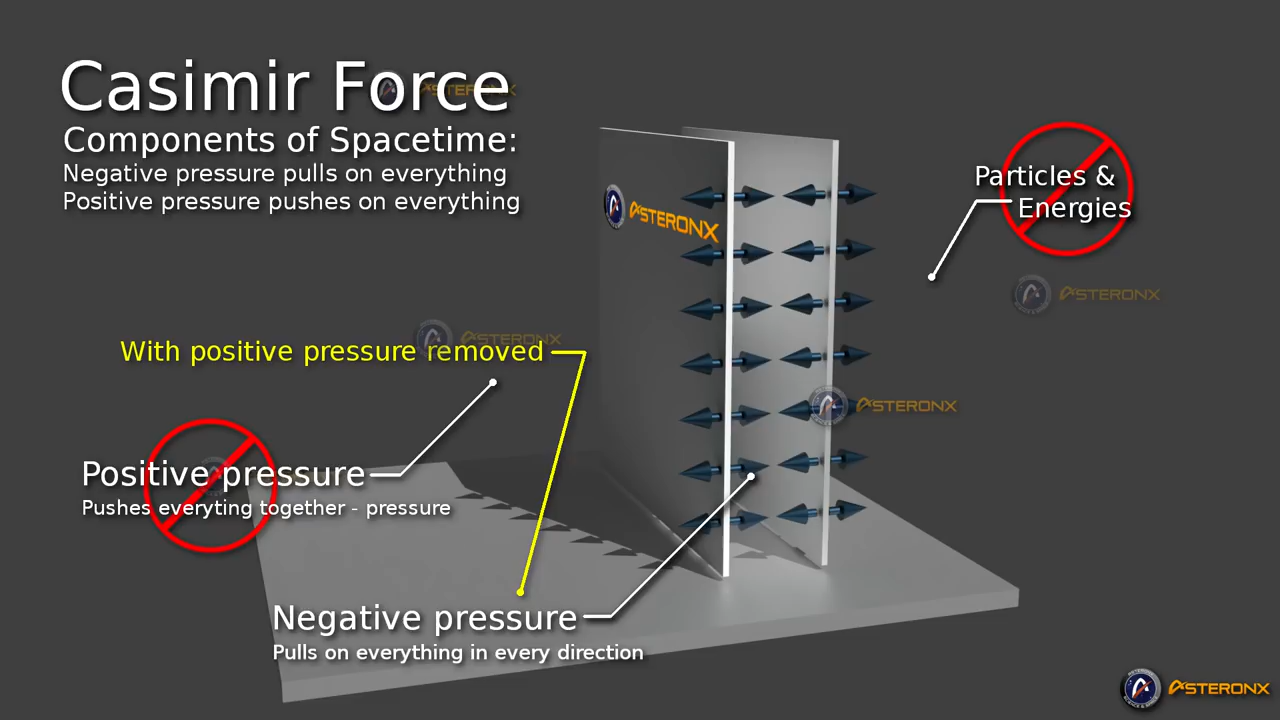 Casimir Force
ASTERONX
Components of Spacetime:
Negative pressure pulls on everything
Positive pressure pushes on everything
Particles &
Energies
ASTERONX
ASTERONX
With positive pressure removed
ASTERONX
ASTERONX
Positive pressure
Pushes everyting together - pressure
Negative pressure
Pulls on everything in every direction
ASTERONX